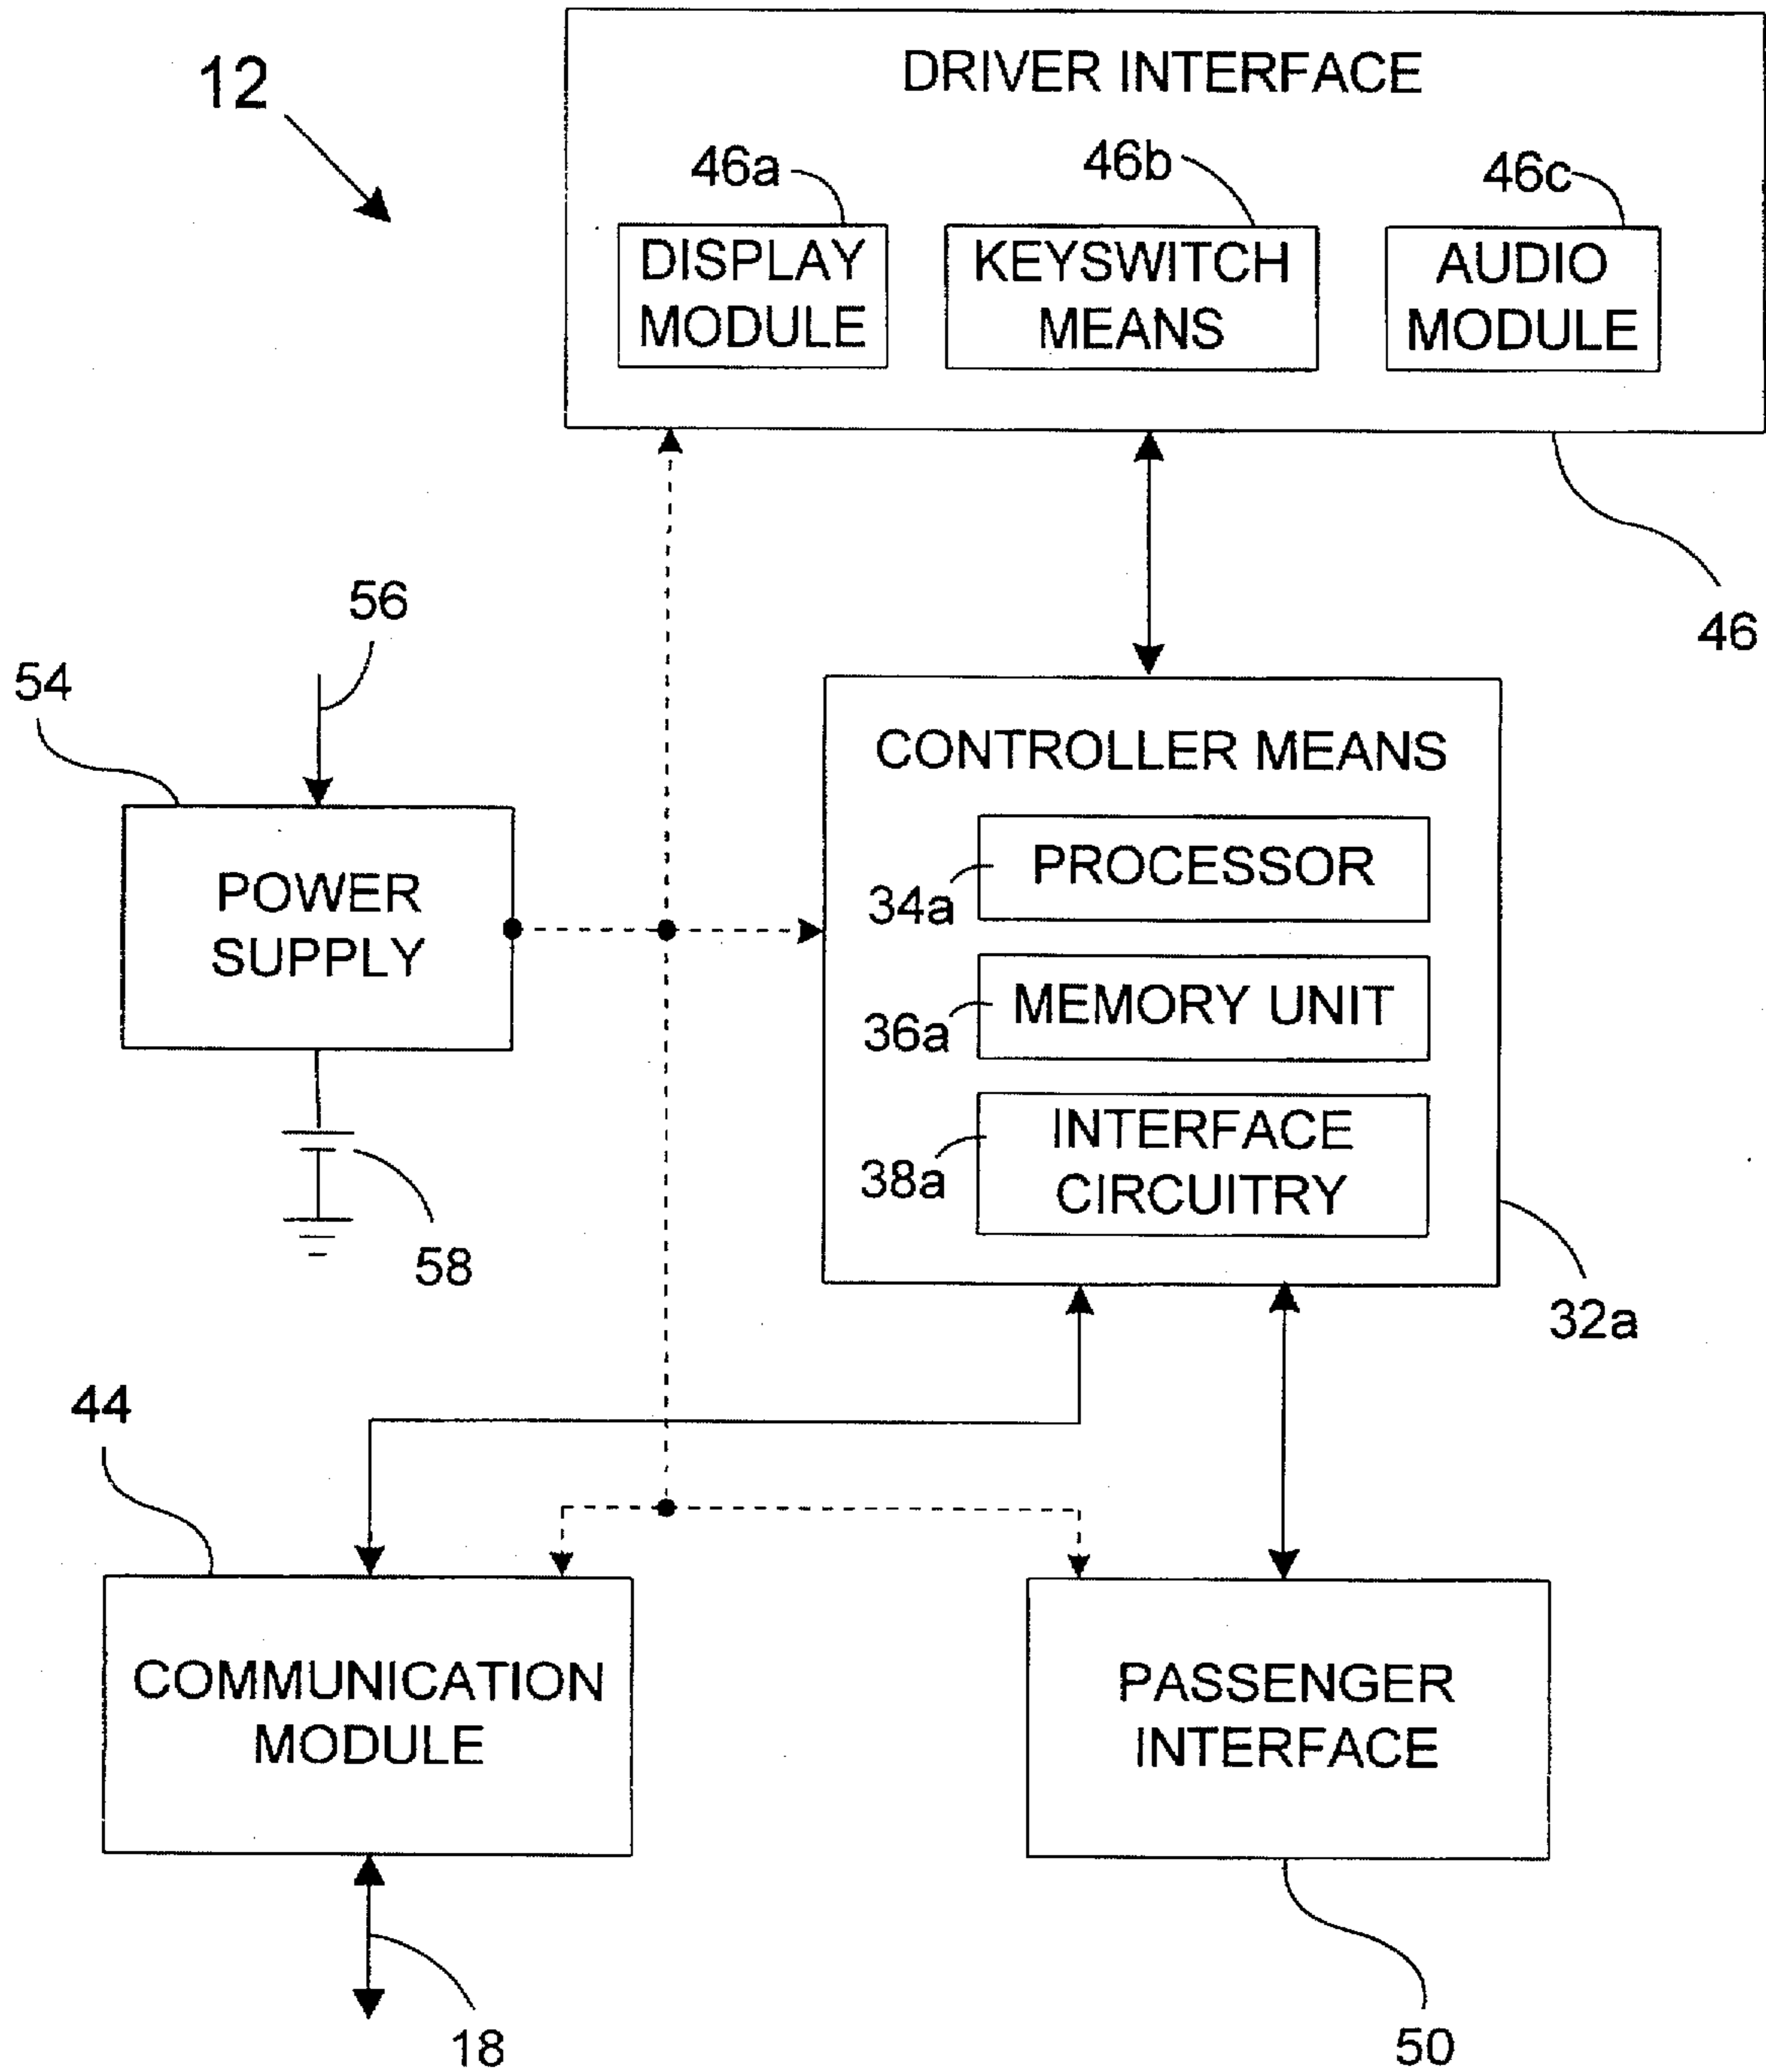 12
DRIVER INTERFACE
46a
46b
46c
DISPLAY
MODULE
KEYSWITCH
MEANS
AUDIO
MODULE
46
56
54
POWER
SUPPLY
58
CONTROLLER MEANS
PROCESSOR
34a
MEMORY UNIT
36a
INTERFACE
CIRCUITRY
38a
32a
44
COMMUNICATION
MODULE
18
PASSENGER
INTERFACE
50